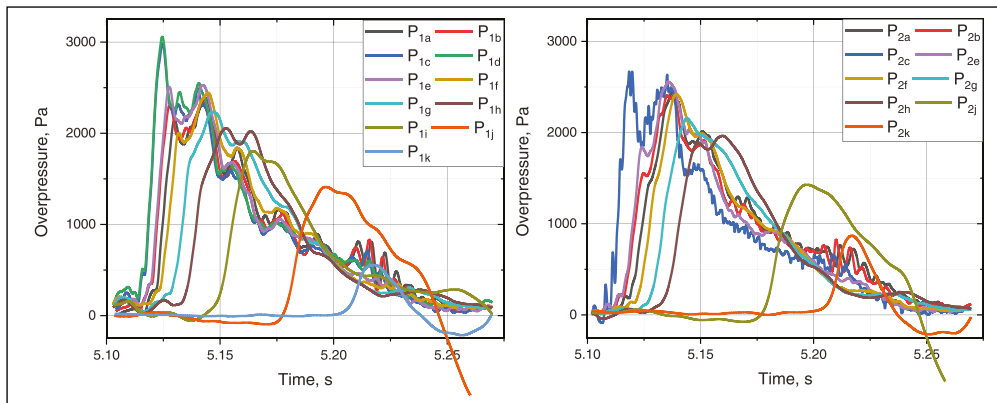 3000
2000
1000
0
5.10 5.15 5.20 5.25
Overpressure, Pa
Time, s
P1a P1b
P1c P1d
P1e P1f
P1g P1h
P1i P1j
P1k
3000
2000
1000
0
5.10 5.15 5.20 5.25
Overpressure, Pa
Time, s
P2a P2b
P2c P2e
P2f P2g
P2h P2j
P2k